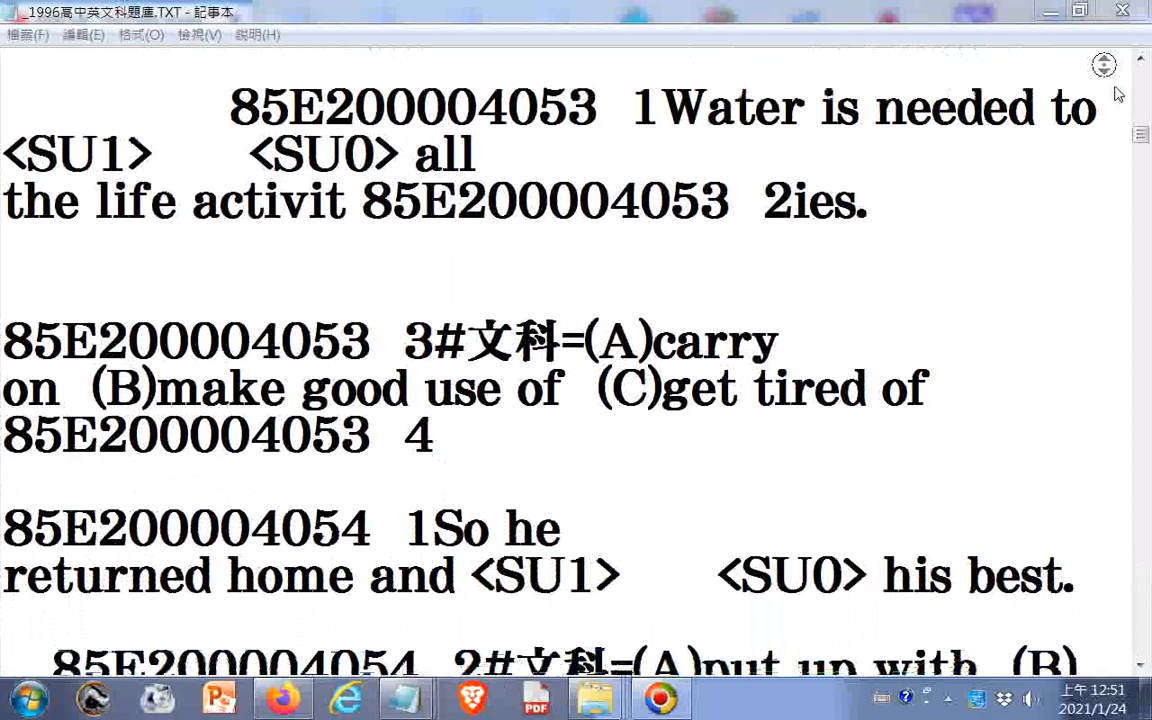 _1996高中英文科題庫.TXT - 記事本
檔案(F) 編輯(E) 格式(O) 檢視(V) 說明(H)
85E200004053 1Water is needed to
<SU1> <SU0> all
the life activit 85E200004053 2ies.
85E200004053 3#文科=(A)carry
on (B)make good use of (C)get tired of
85E200004053 4
85E200004054 1So he
returned home and <SU1> <SU0> his best.
85E200004054 2#文科=(A)put up with (B)
PDF
上午 12:51
2021/1/24